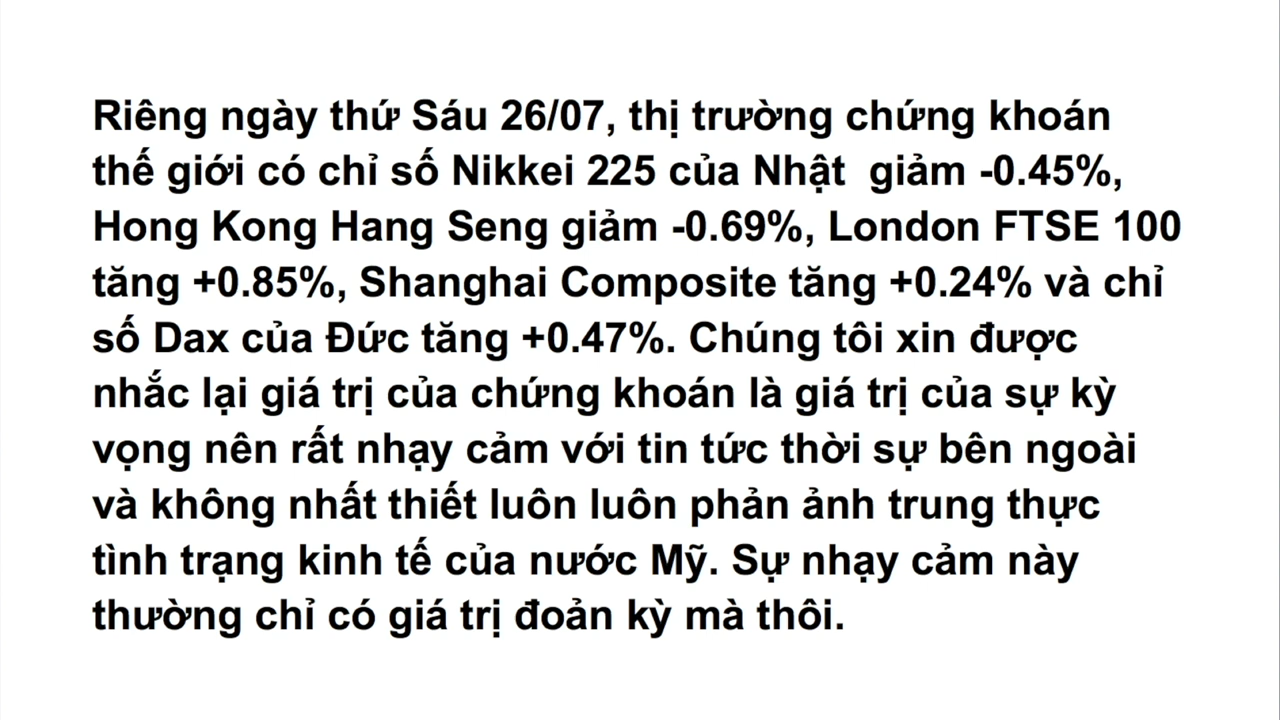 Riêng ngày thứ Sáu 26/07, thị trường chứng khoán
thế giới có chỉ số Nikkei 225 của Nhật  giảm -0.45%,
Hong Kong Hang Seng giảm -0.69%, London FTSE 100
tăng +0.85%, Shanghai Composite tăng +0.24% và chỉ
số Dax của Đức tăng +0.47%. Chúng tôi xin được
nhắc lại giá trị của chứng khoán là giá trị của sự kỳ
vọng nên rất nhạy cảm với tin tức thời sự bên ngoài
và không nhất thiết luôn luôn phản ảnh trung thực
tình trạng kinh tế của nước Mỹ. Sự nhạy cảm này
thường chỉ có giá trị đoản kỳ mà thôi.